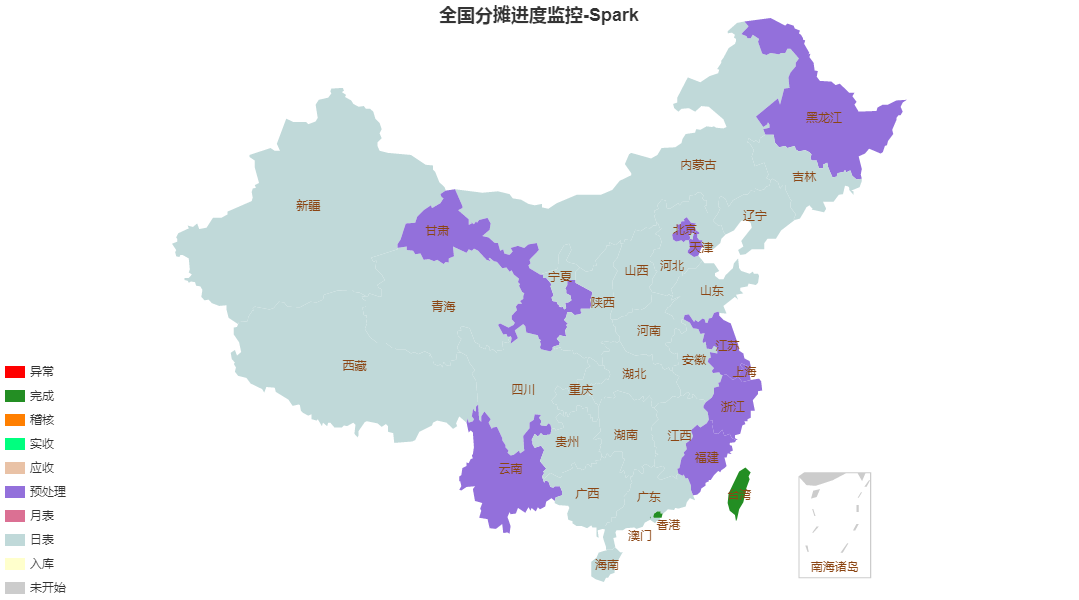 全国分摊进度监控-Spark
黑龙江
内蒙古
吉林
新疆
辽宁
北京
甘肃
天津
宁夏
山西
河北
山东
陕西
青海
河南
江苏
安徽
西藏
上海
湖北
四川
重庆
浙江
湖南
江西
贵州
福建
云南
广西
广东
台湾
香港
澳门
海南
南海诸岛
异常
完成
稽核
实收
应收
预处理
月表
日表
入库
未开始